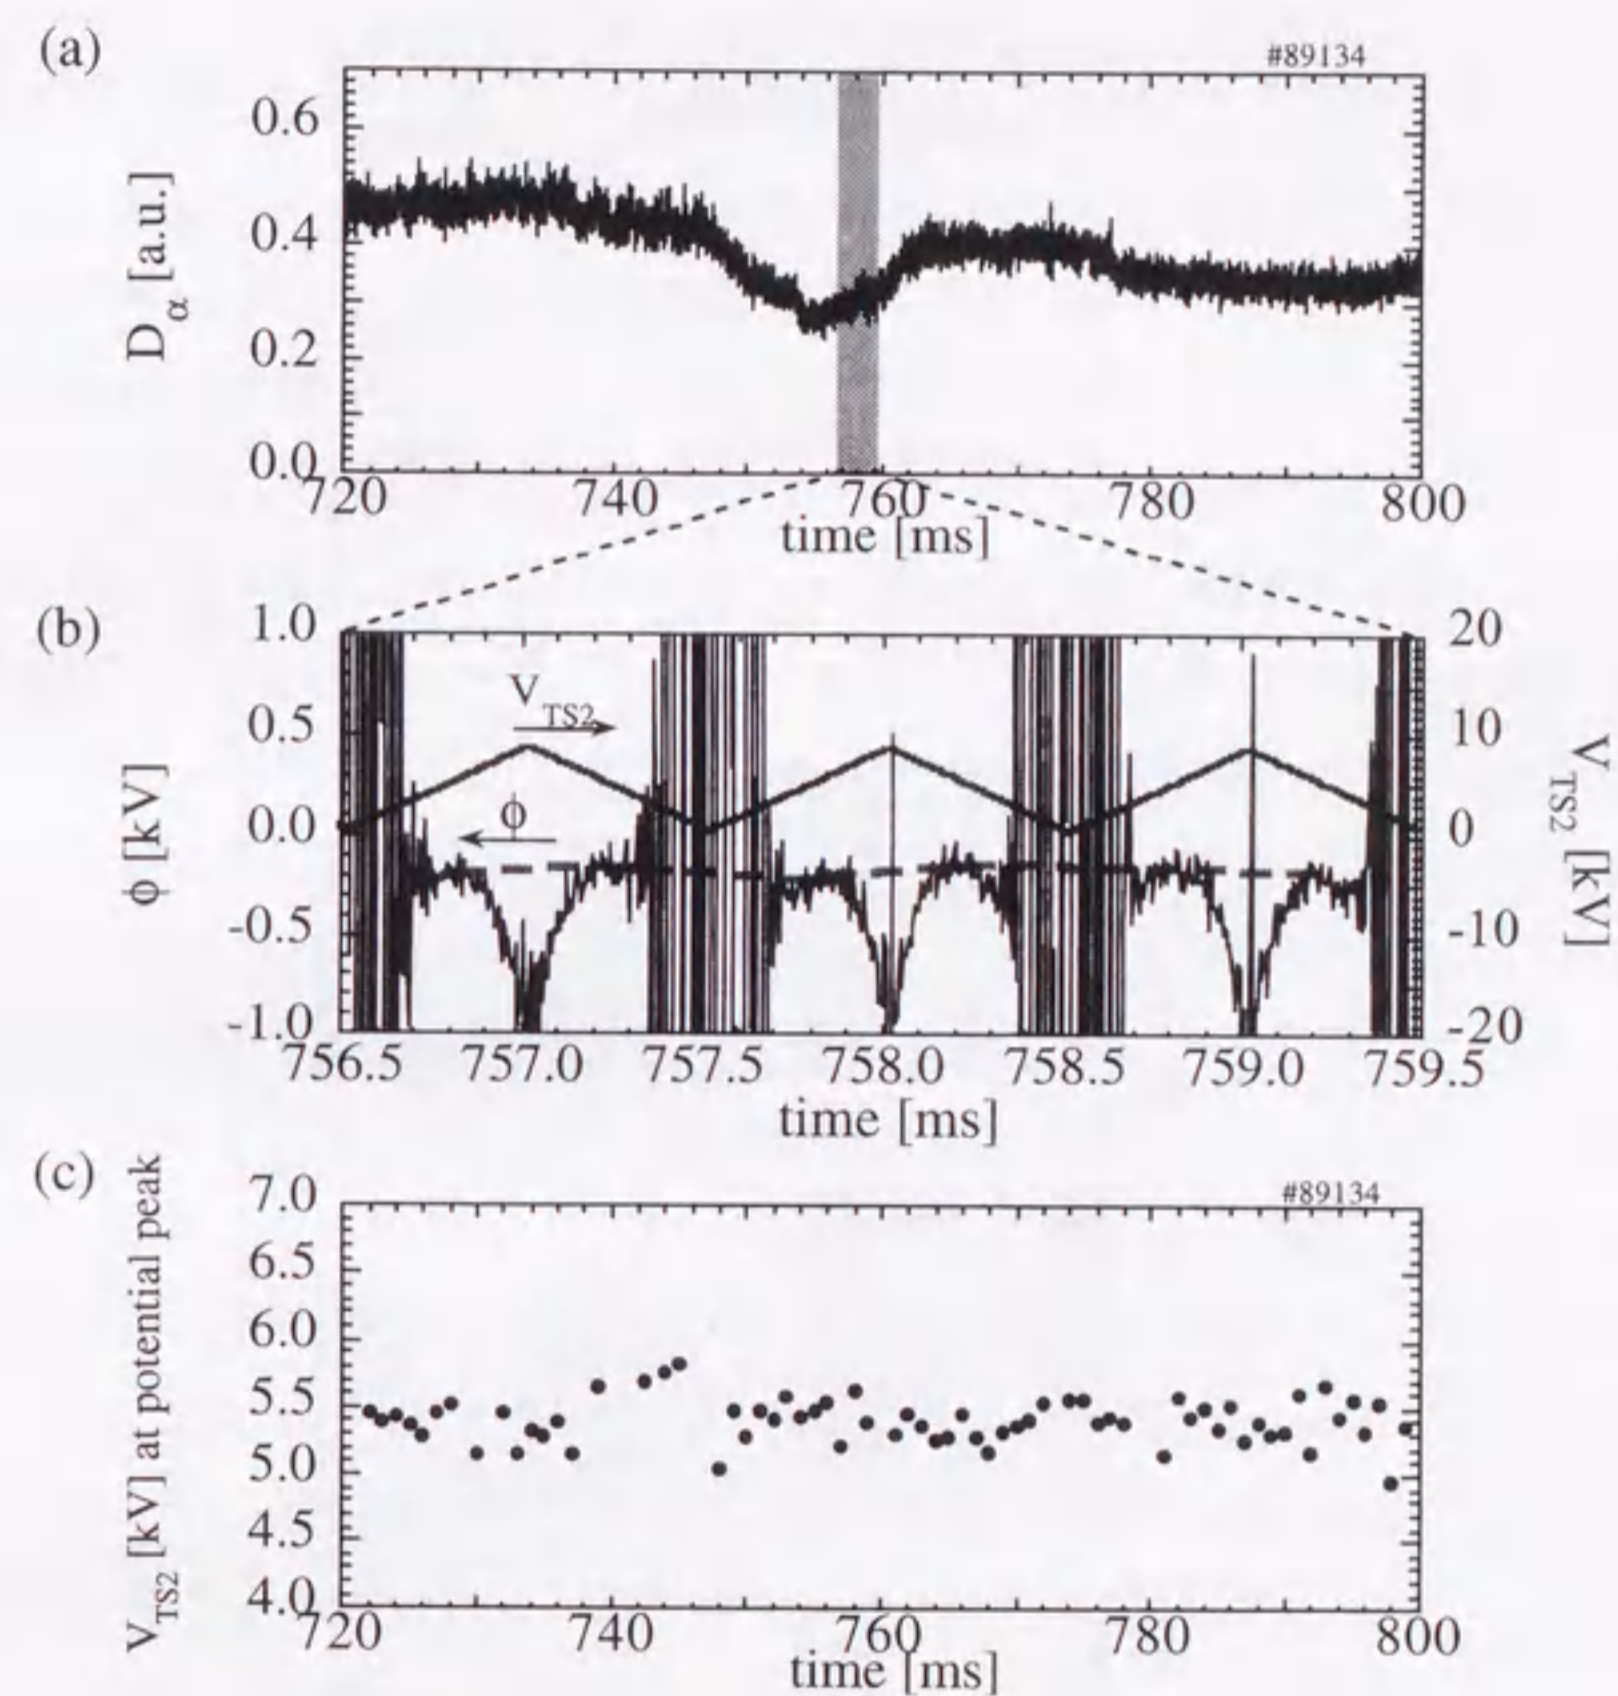 (a)
#89134
D_α [a.u.]
0.6
0.4
0.2
0.0
720 740 760 780 800
time [ms]
(b)
ϕ [kV]
1.0
0.5
0.0
-0.5
-1.0
V_TS2
ϕ
20
10
0
-10
-20
V_TS2 [kV]
756.5 757.0 757.5 758.0 758.5 759.0 759.5
time [ms]
(c)
#89134
V_TS2 [kV] at potential peak
7.0
6.5
6.0
5.5
5.0
4.5
4.0
720 740 760 780 800
time [ms]